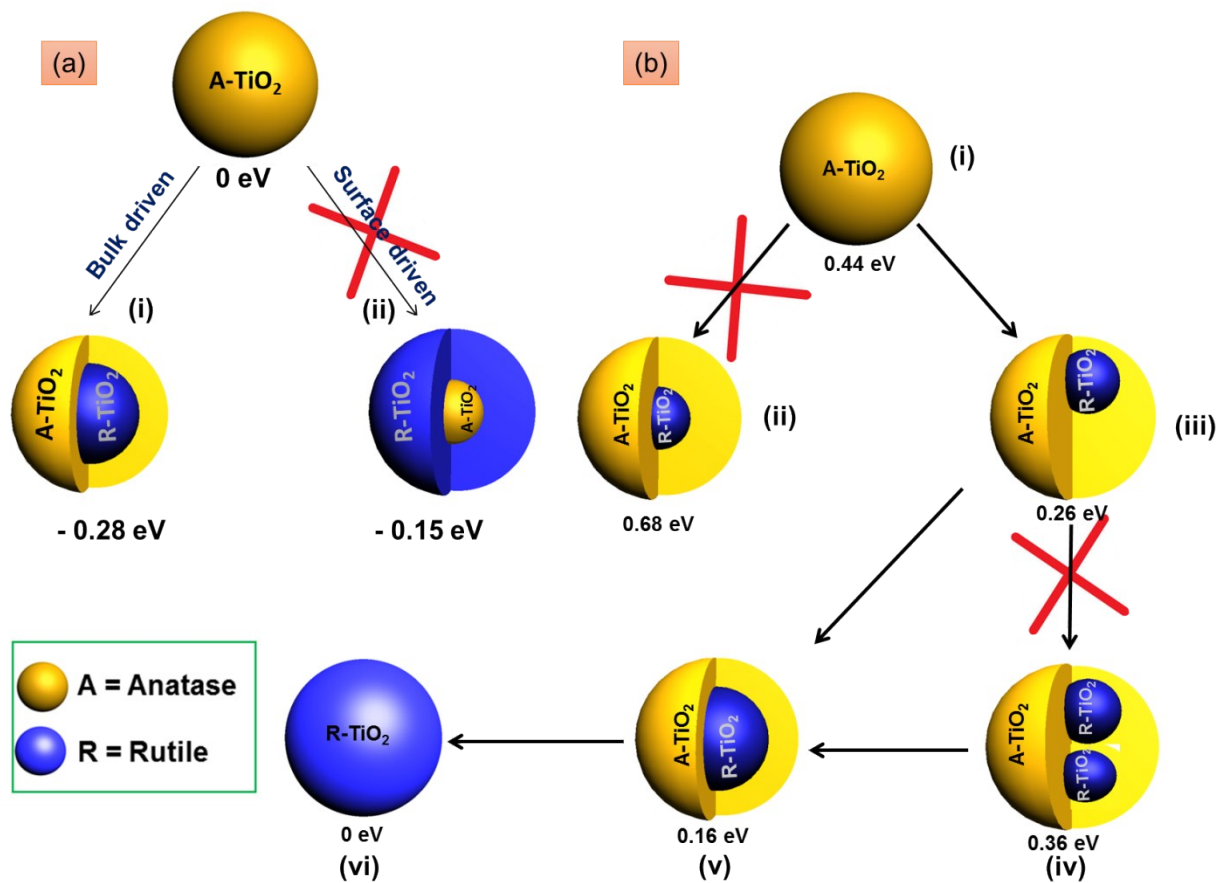 (a)
A-TiO₂
0 eV
Bulk driven
Surface driven
(i)
(ii)
A-TiO₂
R-TiO₂
R-TiO₂
A-TiO₂
- 0.28 eV
- 0.15 eV
(b)
A-TiO₂
(i)
0.44 eV
A-TiO₂
R-TiO₂
(ii)
0.68 eV
A-TiO₂
R-TiO₂
(iii)
0.26 eV
A = Anatase
R = Rutile
R-TiO₂
0 eV
(vi)
A-TiO₂
R-TiO₂
0.16 eV
(v)
A-TiO₂
R-TiO₂
R-TiO₂
0.36 eV
(iv)